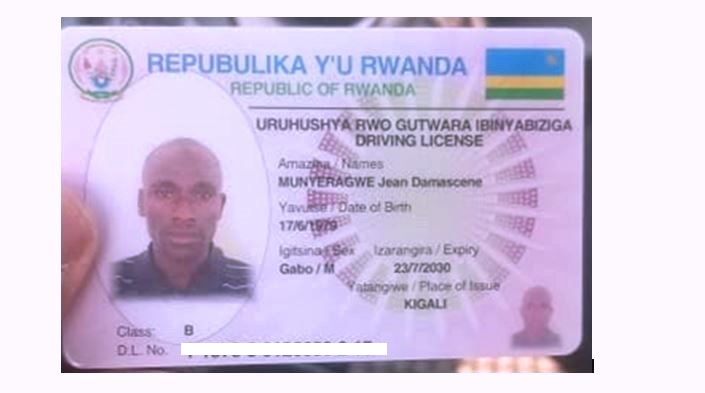 REPUBULIKA Y'U RWANDA
REPUBLIC OF RWANDA
URUHUSHYA RWO GUTWARA IBINYABIZIGA
DRIVING LICENSE
Amazina / Names
MUNYERAGWE Jean Damascene
Yavutse / Date of Birth
17/6/1979
Igitsina / Sex Izarangira / Expiry
Gabo / M 23/7/2030
Yatangiwe / Place of Issue
KIGALI
Class: B
D.L. No.